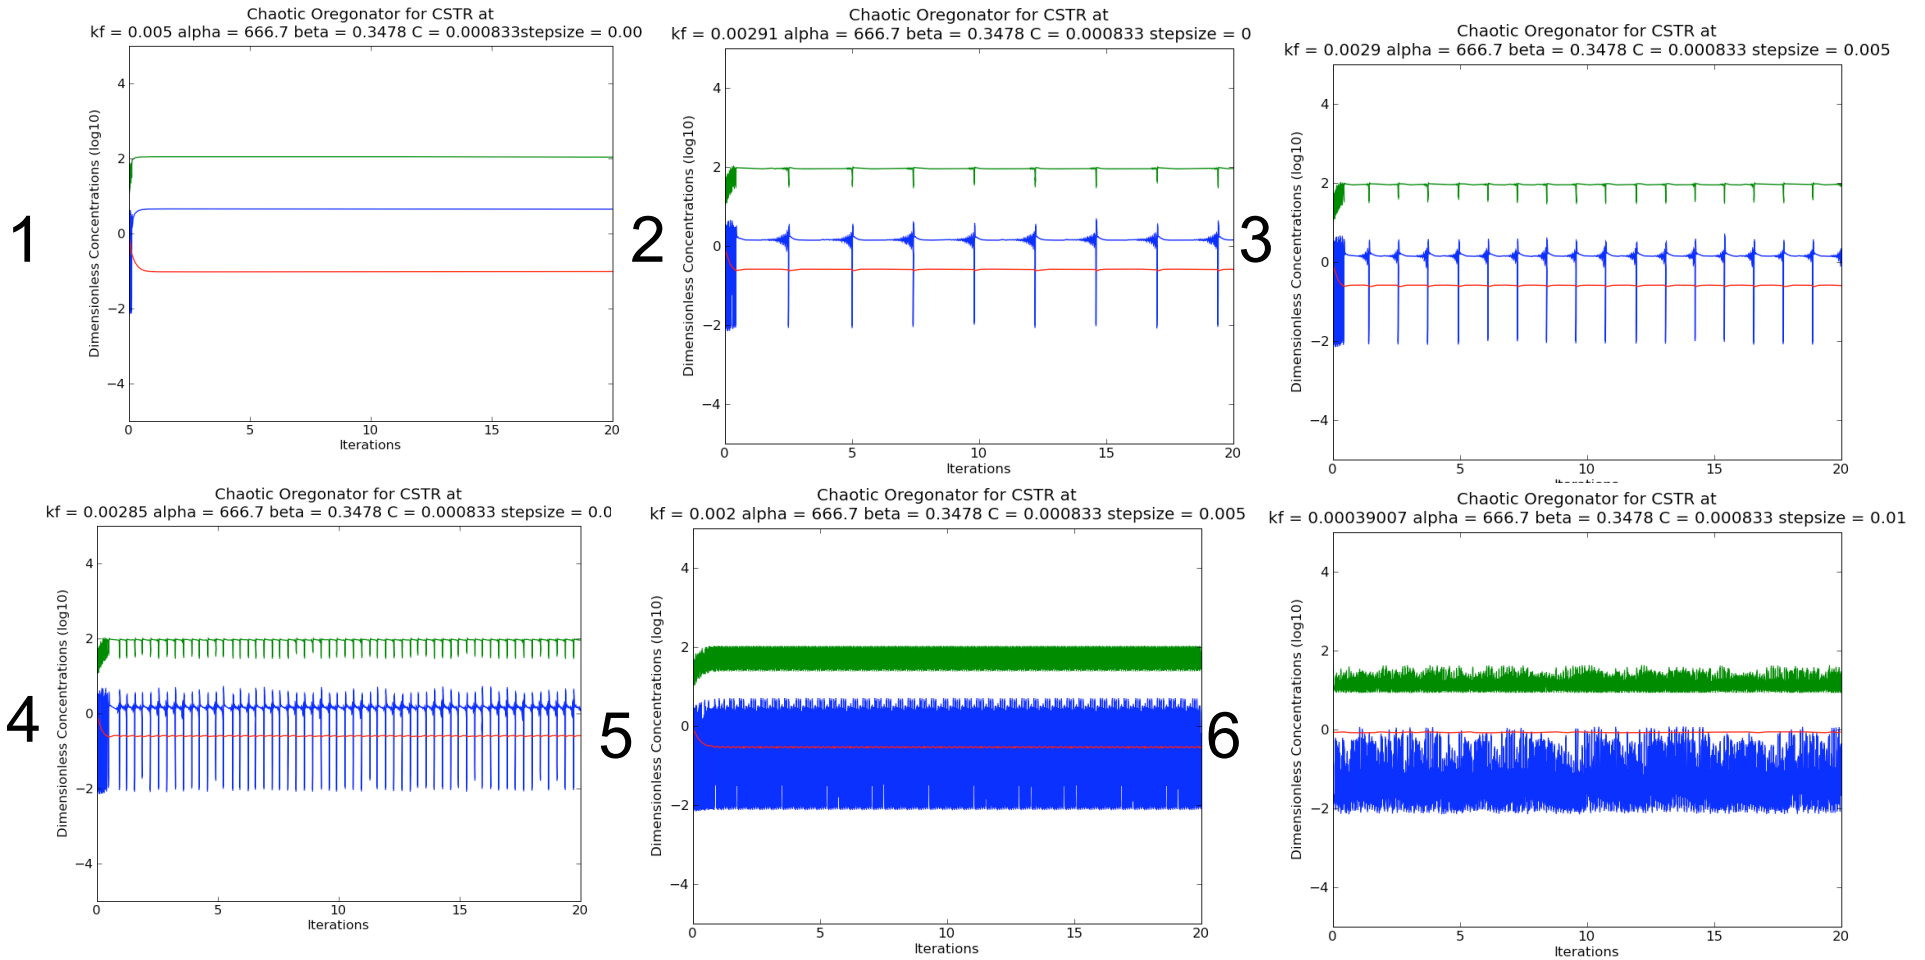 Chaotic Oregonator for CSTR at
kf = 0.005 alpha = 666.7 beta = 0.3478 C = 0.000833stepsize = 0.00
1
Dimensionless Concentrations (log10)
4
2
0
−2
−4
0 5 10 15 20
Iterations
Chaotic Oregonator for CSTR at
kf = 0.00291 alpha = 666.7 beta = 0.3478 C = 0.000833 stepsize = 0
2
Dimensionless Concentrations (log10)
4
2
0
−2
−4
0 5 10 15 20
Iterations
Chaotic Oregonator for CSTR at
kf = 0.0029 alpha = 666.7 beta = 0.3478 C = 0.000833 stepsize = 0.005
3
Dimensionless Concentrations (log10)
4
2
0
−2
−4
0 5 10 15 20
Iterations
Chaotic Oregonator for CSTR at
kf = 0.00285 alpha = 666.7 beta = 0.3478 C = 0.000833 stepsize = 0.0
4
Dimensionless Concentrations (log10)
4
2
0
−2
−4
0 5 10 15 20
Iterations
Chaotic Oregonator for CSTR at
kf = 0.002 alpha = 666.7 beta = 0.3478 C = 0.000833 stepsize = 0.005
5
Dimensionless Concentrations (log10)
4
2
0
−2
−4
0 5 10 15 20
Iterations
Chaotic Oregonator for CSTR at
kf = 0.00039007 alpha = 666.7 beta = 0.3478 C = 0.000833 stepsize = 0.01
6
Dimensionless Concentrations (log10)
4
2
0
−2
−4
0 5 10 15 20
Iterations